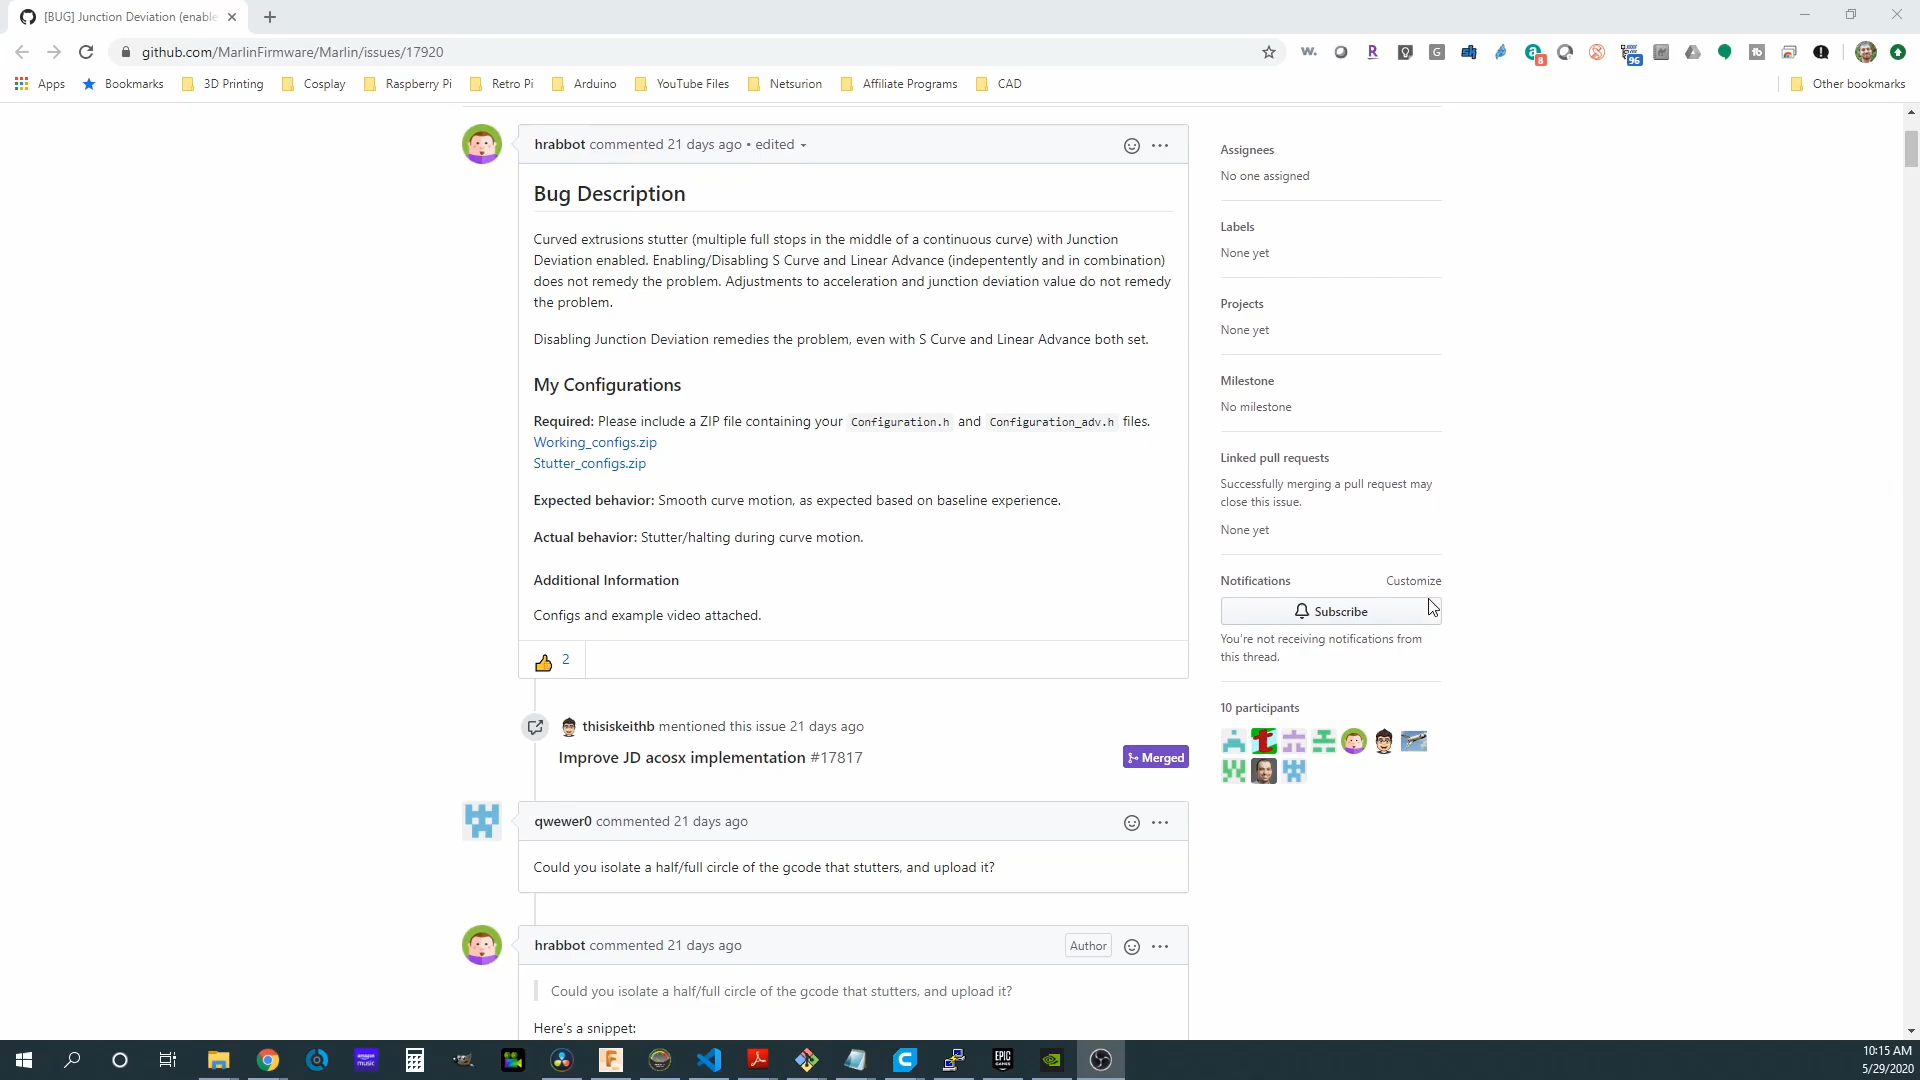 [BUG] Junction Deviation (enable
github.com/MarlinFirmware/Marlin/issues/17920
Apps
Bookmarks
3D Printing
Cosplay
Raspberry Pi
Retro Pi
Arduino
YouTube Files
Netsurion
Affiliate Programs
CAD
Other bookmarks
hrabbot commented 21 days ago • edited
Bug Description
Curved extrusions stutter (multiple full stops in the middle of a continuous curve) with Junction
Deviation enabled. Enabling/Disabling S Curve and Linear Advance (indepentently and in combination)
does not remedy the problem. Adjustments to acceleration and junction deviation value do not remedy
the problem.
Disabling Junction Deviation remedies the problem, even with S Curve and Linear Advance both set.
My Configurations
Required: Please include a ZIP file containing your Configuration.h and Configuration_adv.h files.
Working_configs.zip
Stutter_configs.zip
Expected behavior: Smooth curve motion, as expected based on baseline experience.
Actual behavior: Stutter/halting during curve motion.
Additional Information
Configs and example video attached.
2
thisiskeithb mentioned this issue 21 days ago
Improve JD acosx implementation #17817
Merged
qwewer0 commented 21 days ago
Could you isolate a half/full circle of the gcode that stutters, and upload it?
hrabbot commented 21 days ago
Author
Could you isolate a half/full circle of the gcode that stutters, and upload it?
Here's a snippet:
Assignees
No one assigned
Labels
None yet
Projects
None yet
Milestone
No milestone
Linked pull requests
Successfully merging a pull request may
close this issue.
None yet
Notifications
Customize
Subscribe
You're not receiving notifications from
this thread.
10 participants
10:15 AM
5/29/2020